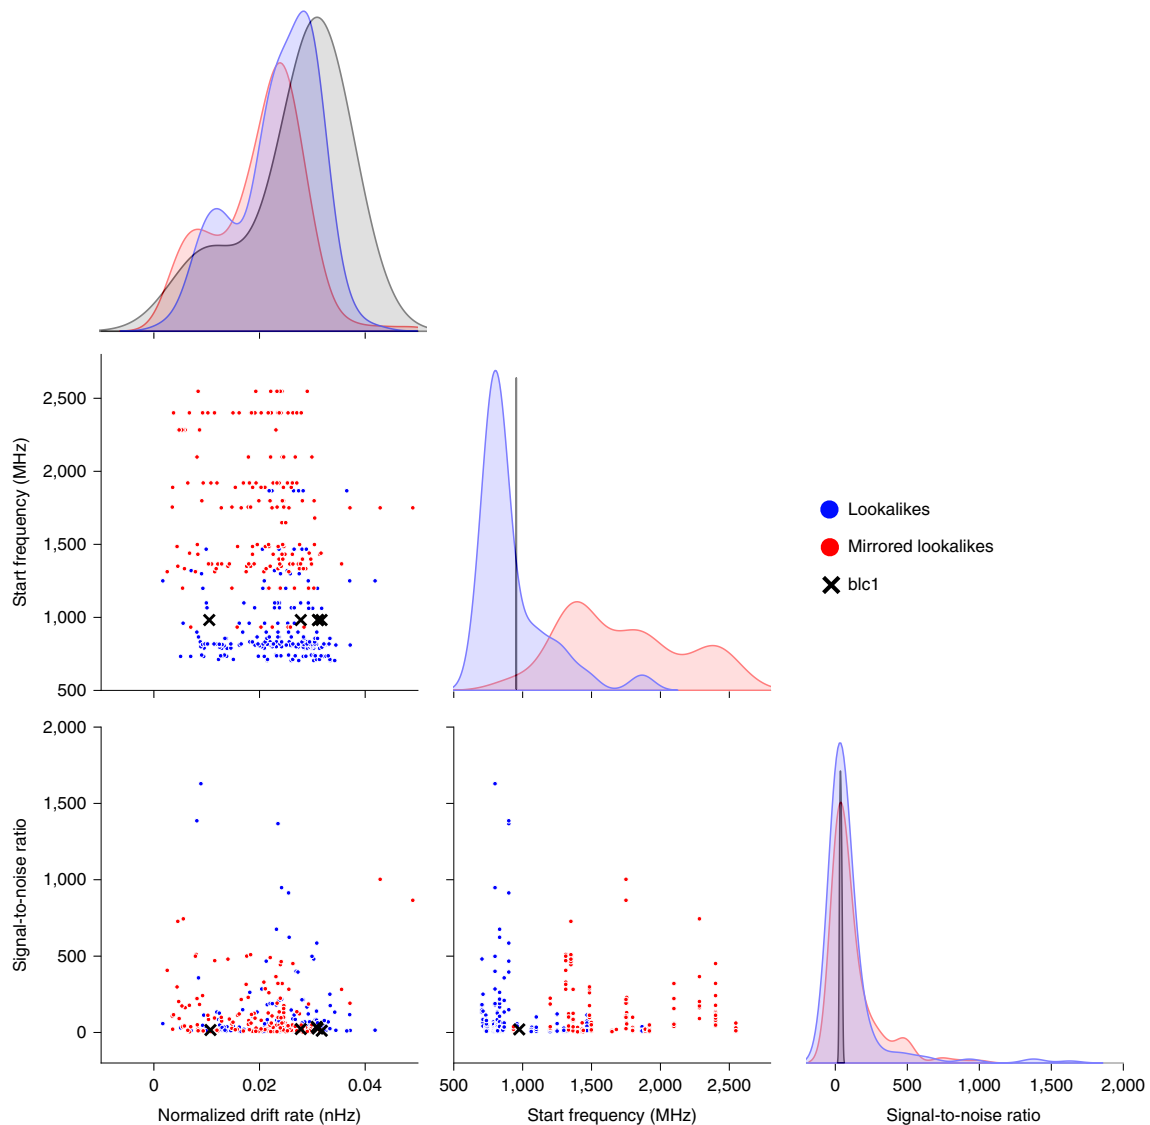 2,500
2,000
1,500
1,000
500
Start frequency (MHz)
Lookalikes
Mirrored lookalikes
blc1
2,000
1,500
1,000
500
0
Signal-to-noise ratio
0 0.02 0.04
Normalized drift rate (nHz)
500 1,000 1,500 2,000 2,500
Start frequency (MHz)
0 500 1,000 1,500 2,000
Signal-to-noise ratio